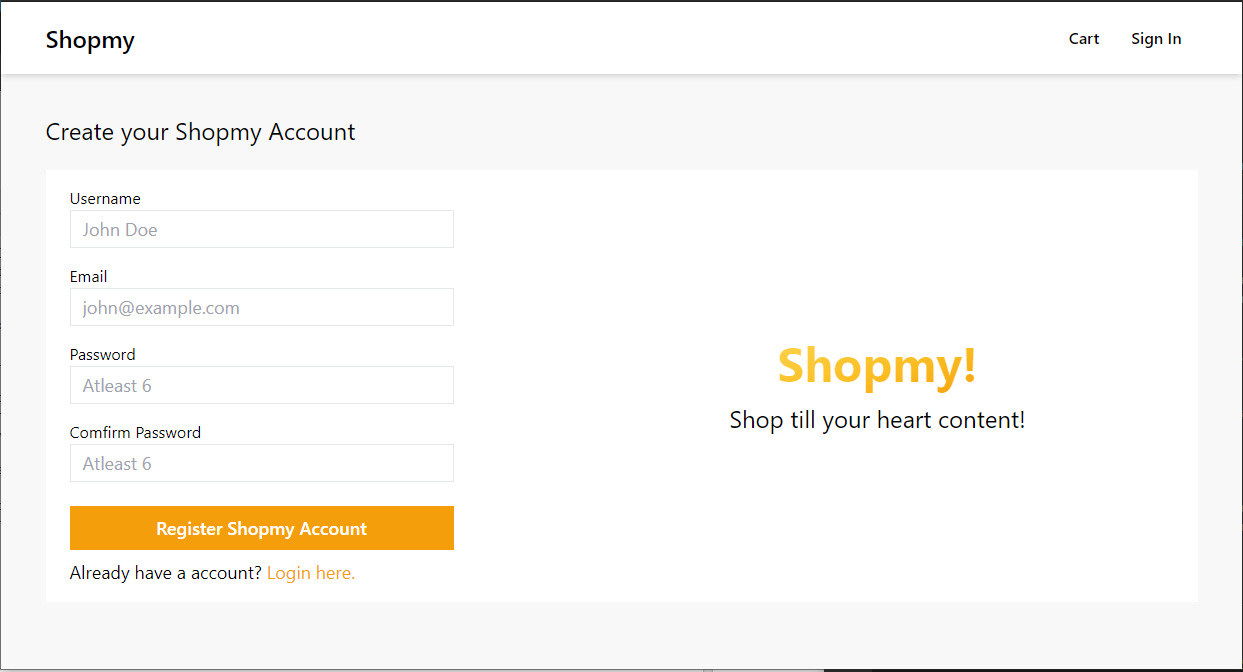 Shopmy
Cart
Sign In
Create your Shopmy Account
Username
John Doe
Email
john@example.com
Password
Atleast 6
Comfirm Password
Atleast 6
Register Shopmy Account
Already have a account? Login here.
Shopmy!
Shop till your heart content!